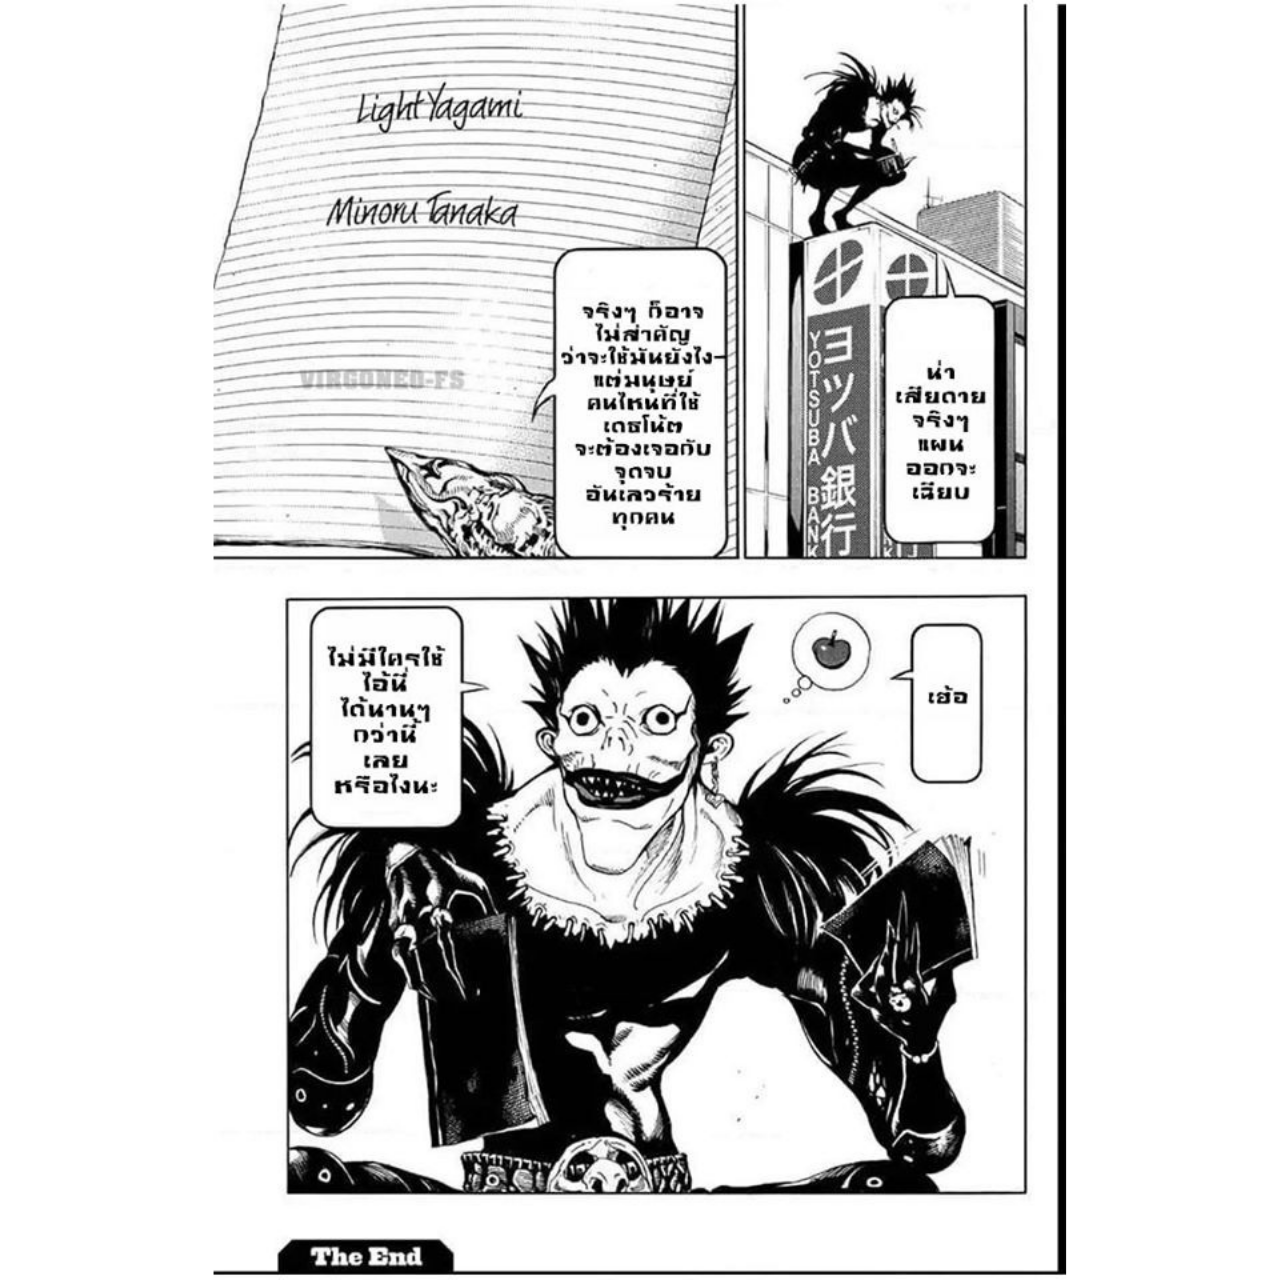 น่า
เสียดาย
จริงๆ
แผน
ออกจะ
เฉียบ
YOTSUBA BANK
ヨツバ銀行
Light Yagami
Minoru Tanaka
จริงๆ ก็อาจ
ไม่สำคัญ
ว่าจะใช้มันยังไง–
แต่มนุษย์
คนไหนที่ใช้
เดธโน้ต
จะต้องเจอกับ
จุดจบ
อันเลวร้าย
ทุกคน
VIRGONEO-FS
เฮ้อ
ไม่มีใครใช้
ไอ้นี่
ได้นานๆ
กว่านี้
เลย
หรือไงนะ
The End